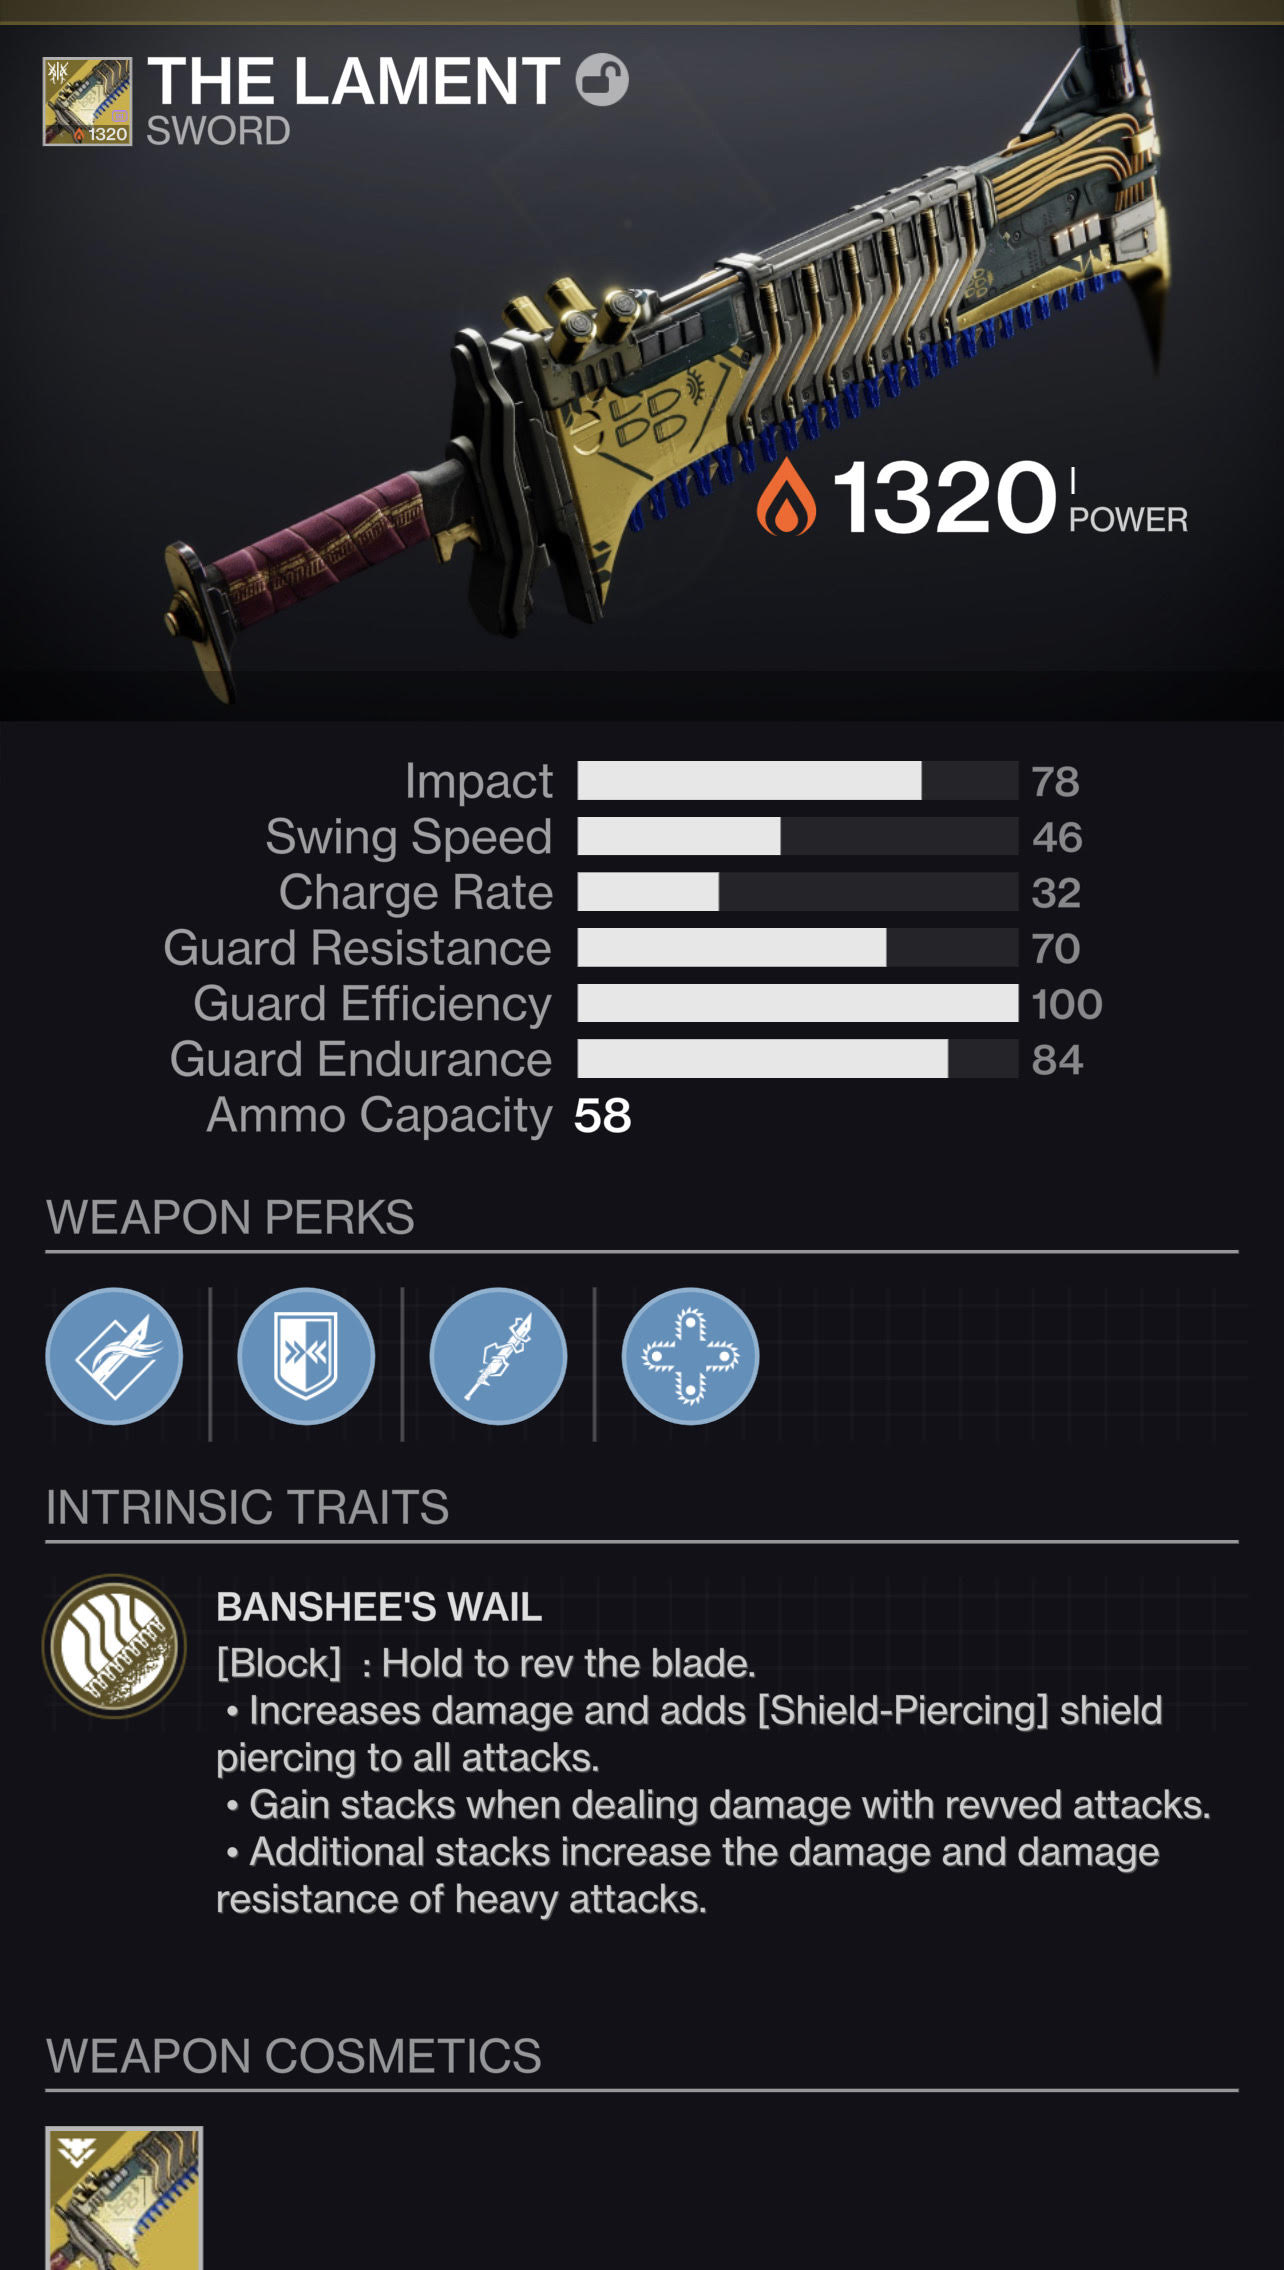 THE LAMENT
SWORD
1320
1320 | POWER
Impact 78
Swing Speed 46
Charge Rate 32
Guard Resistance 70
Guard Efficiency 100
Guard Endurance 84
Ammo Capacity 58
WEAPON PERKS
INTRINSIC TRAITS
BANSHEE'S WAIL
[Block] : Hold to rev the blade.
• Increases damage and adds [Shield-Piercing] shield
piercing to all attacks.
• Gain stacks when dealing damage with revved attacks.
• Additional stacks increase the damage and damage
resistance of heavy attacks.
WEAPON COSMETICS